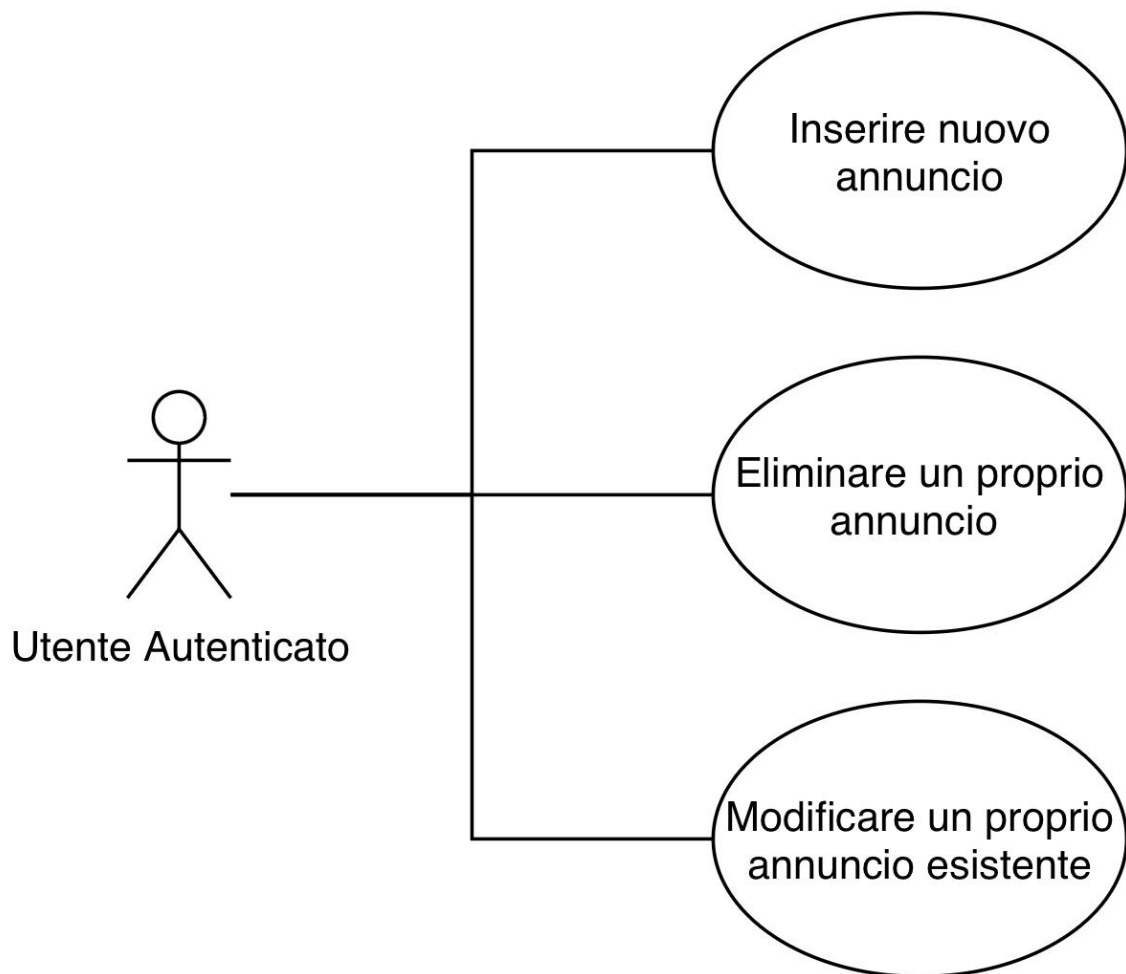 Inserire nuovo
annuncio
Eliminare un proprio
annuncio
Utente Autenticato
Modificare un proprio
annuncio esistente